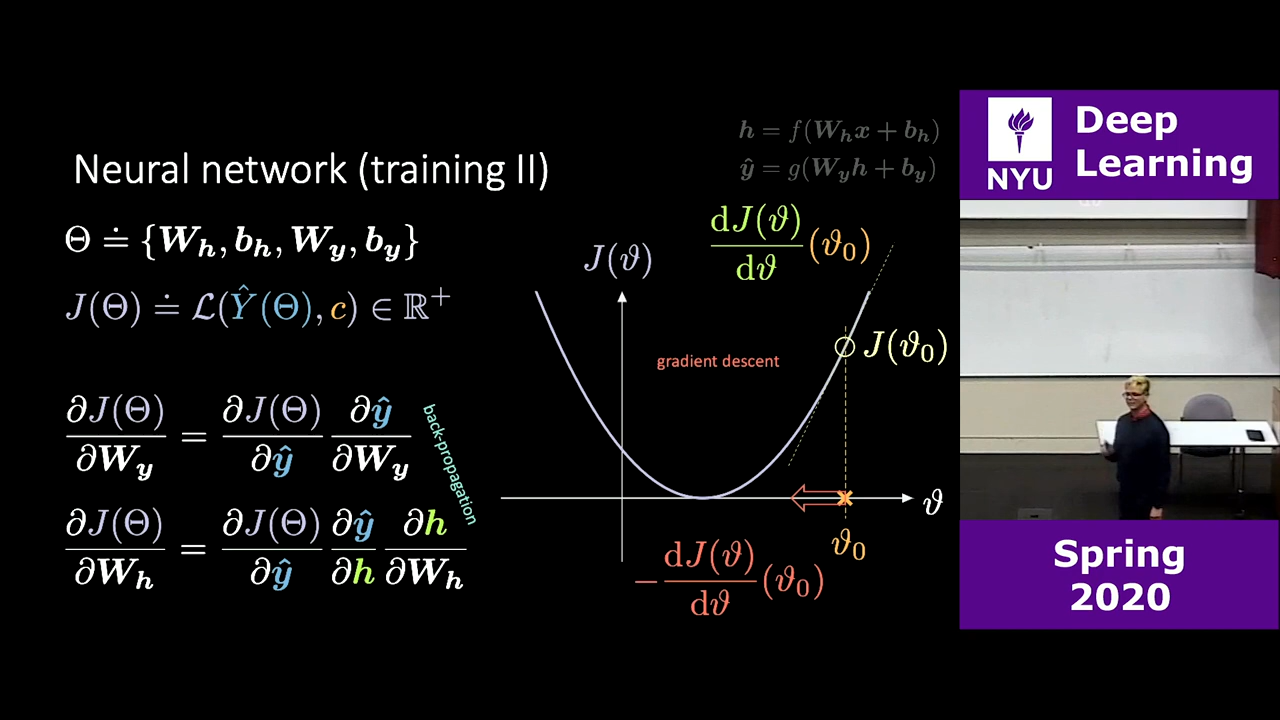 h = f(W_h x + b_h)
ŷ = g(W_y h + b_y)
Neural network (training II)
Θ ≐ {W_h, b_h, W_y, b_y}
J(Θ) ≐ ℒ(Ŷ(Θ), c) ∈ ℝ⁺
∂J(Θ)/∂W_y = ∂J(Θ)/∂ŷ ∂ŷ/∂W_y
∂J(Θ)/∂W_h = ∂J(Θ)/∂ŷ ∂ŷ/∂h ∂h/∂W_h
back-propagation
J(ϑ)
dJ(ϑ)/dϑ (ϑ₀)
gradient descent
J(ϑ₀)
ϑ
ϑ₀
−dJ(ϑ)/dϑ (ϑ₀)
NYU
Deep
Learning
Spring
2020